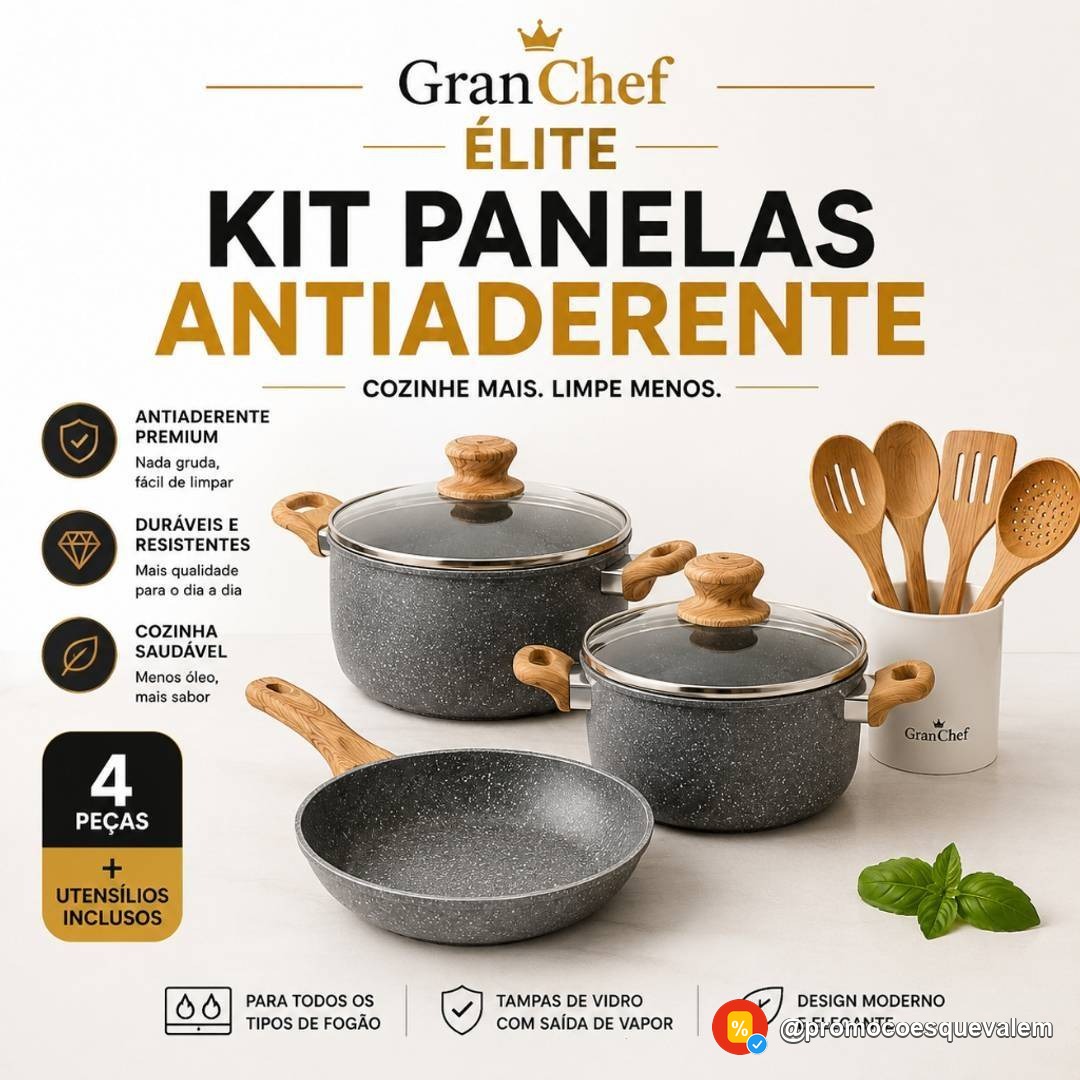 GranChef
ÉLITE
KIT PANELAS
ANTIADERENTE
COZINHE MAIS. LIMPE MENOS.
ANTIADERENTE
PREMIUM
Nada gruda,
fácil de limpar
DURÁVEIS E
RESISTENTES
Mais qualidade
para o dia a dia
COZINHA
SAUDÁVEL
Menos óleo,
mais sabor
4
PEÇAS
+
UTENSÍLIOS
INCLUSOS
GranChef
PARA TODOS OS
TIPOS DE FOGÃO
TAMPAS DE VIDRO
COM SAÍDA DE VAPOR
DESIGN MODERNO
E ELEGANTE
%
@promocoesquevalem